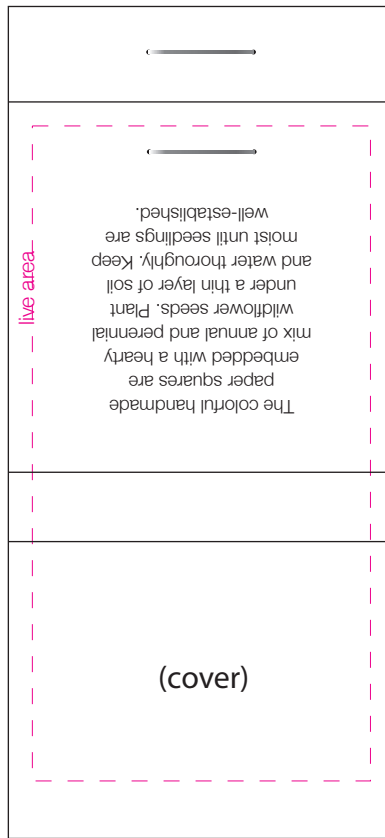 live area
The colorful handmade
paper squares are
embedded with a hearty
mix of annual and perennial
wildflower seeds. Plant
under a thin layer of soil
and water thoroughly. Keep
moist until seedlings are
well-established.
(cover)